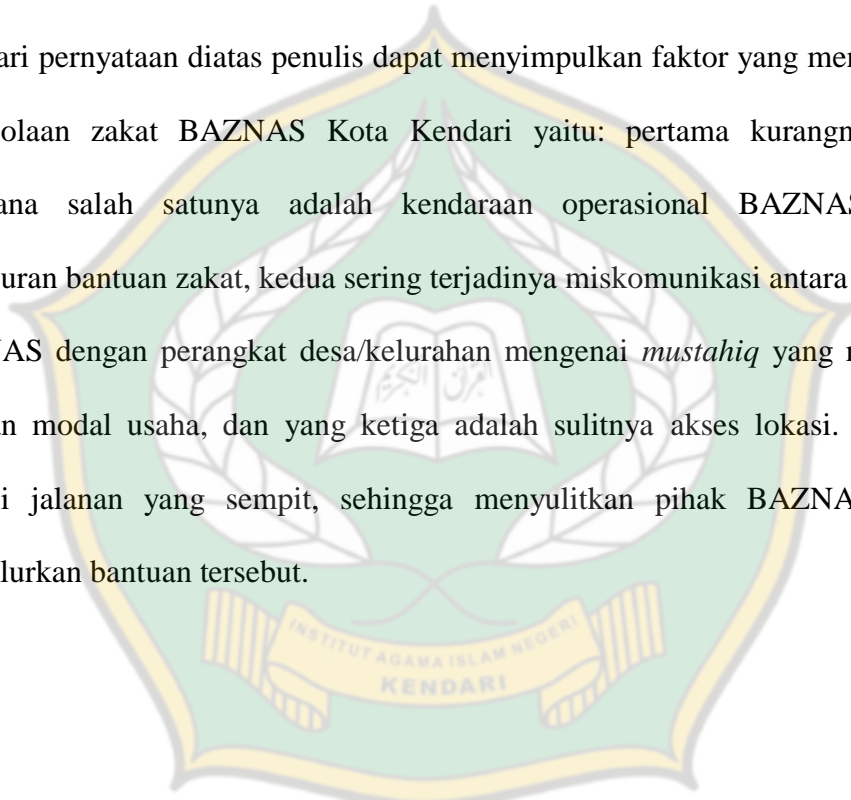 ari pernyataan diatas penulis dapat menyimpulkan faktor yang mer
olaan zakat BAZNAS Kota Kendari yaitu: pertama kurangn
ana salah satunya adalah kendaraan operasional BAZNAS
uran bantuan zakat, kedua sering terjadinya miskomunikasi antara
NAS dengan perangkat desa/kelurahan mengenai mustahiq yang
n modal usaha, dan yang ketiga adalah sulitnya akses lokasi.
i jalanan yang sempit, sehingga menyulitkan pihak BAZNA
lurkan bantuan tersebut.
INSTITUT AGAMA ISLAM NEGERI
KENDARI